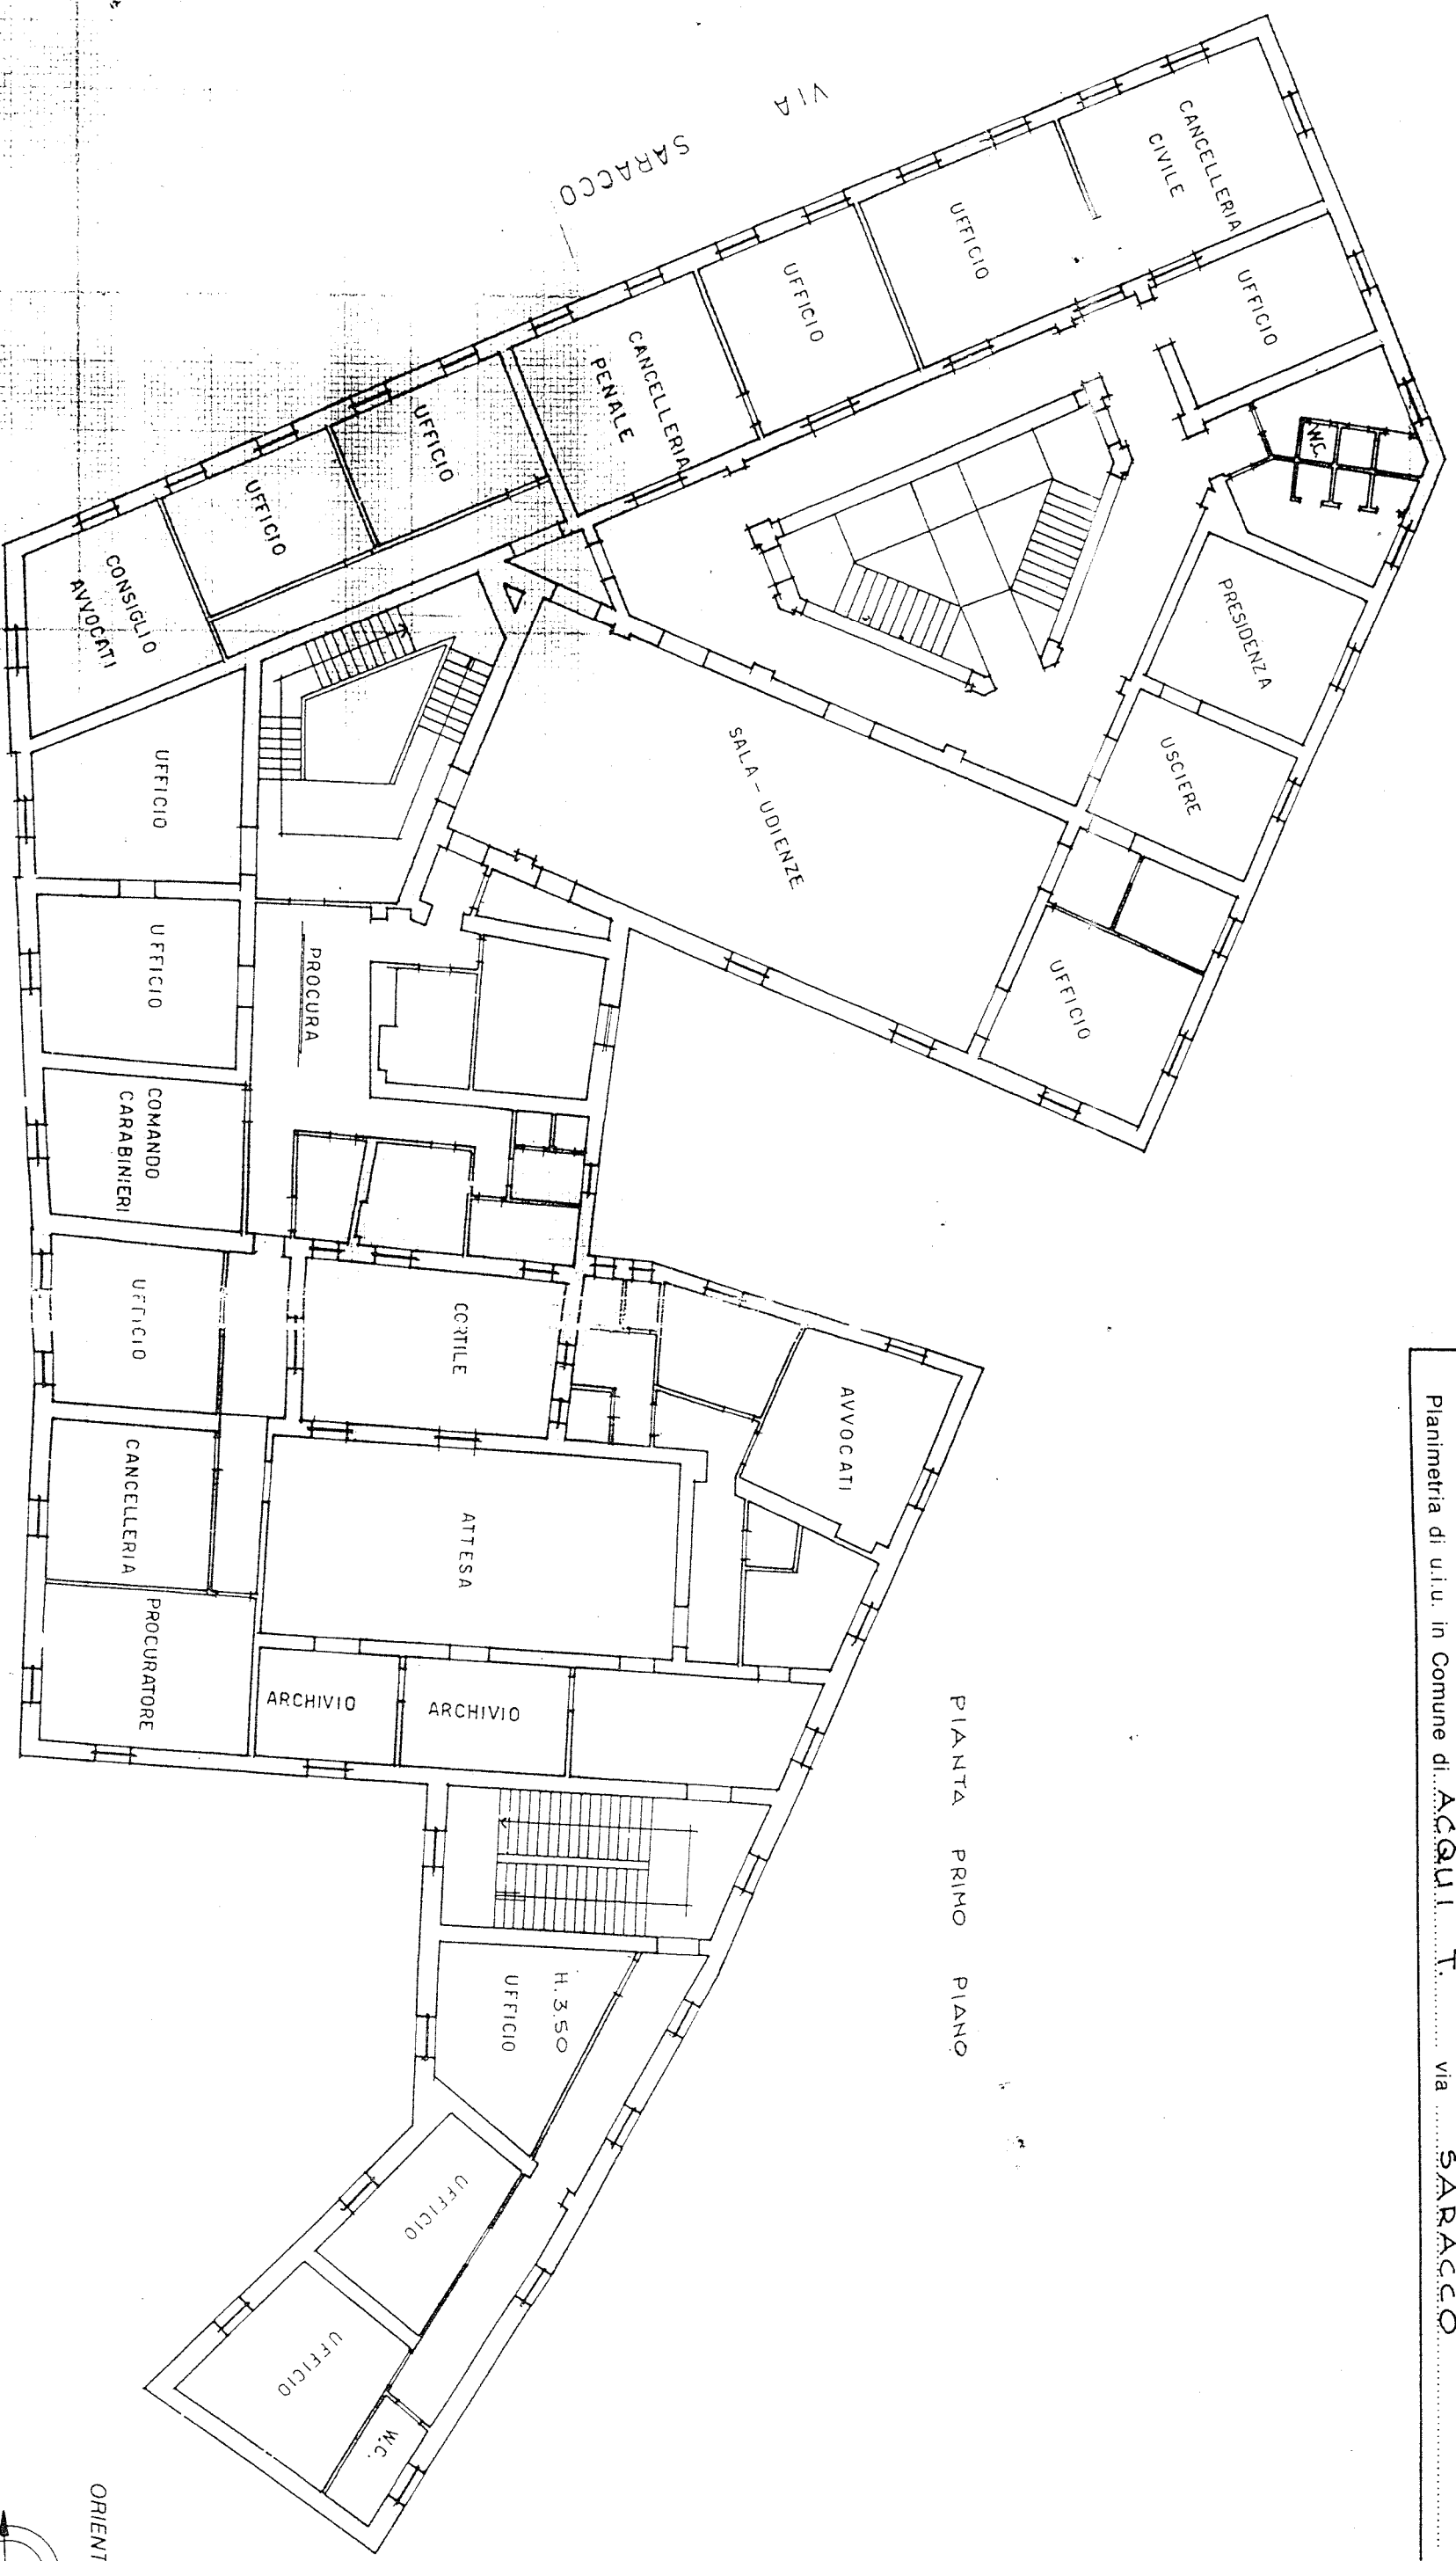 Planimetria di u.i.u. in Comune di ACQUI T. via SARACCO
PIANTA PRIMO PIANO
VIA
SARACCO
CANCELLERIA
CIVILE
UFFICIO
UFFICIO
UFFICIO
W.C.
CANCELLERIA
PENALE
UFFICIO
UFFICIO
CONSIGLIO
AVVOCATI
PRESIDENZA
USCIERE
UFFICIO
SALA - UDIENZE
UFFICIO
UFFICIO
PROCURA
COMANDO
CARABINIERI
UFFICIO
CORTILE
AVVOCATI
CANCELLERIA
ATTESA
PROCURATORE
ARCHIVIO
ARCHIVIO
H. 3.50
UFFICIO
UFFICIO
UFFICIO
W.C.
ORIENT